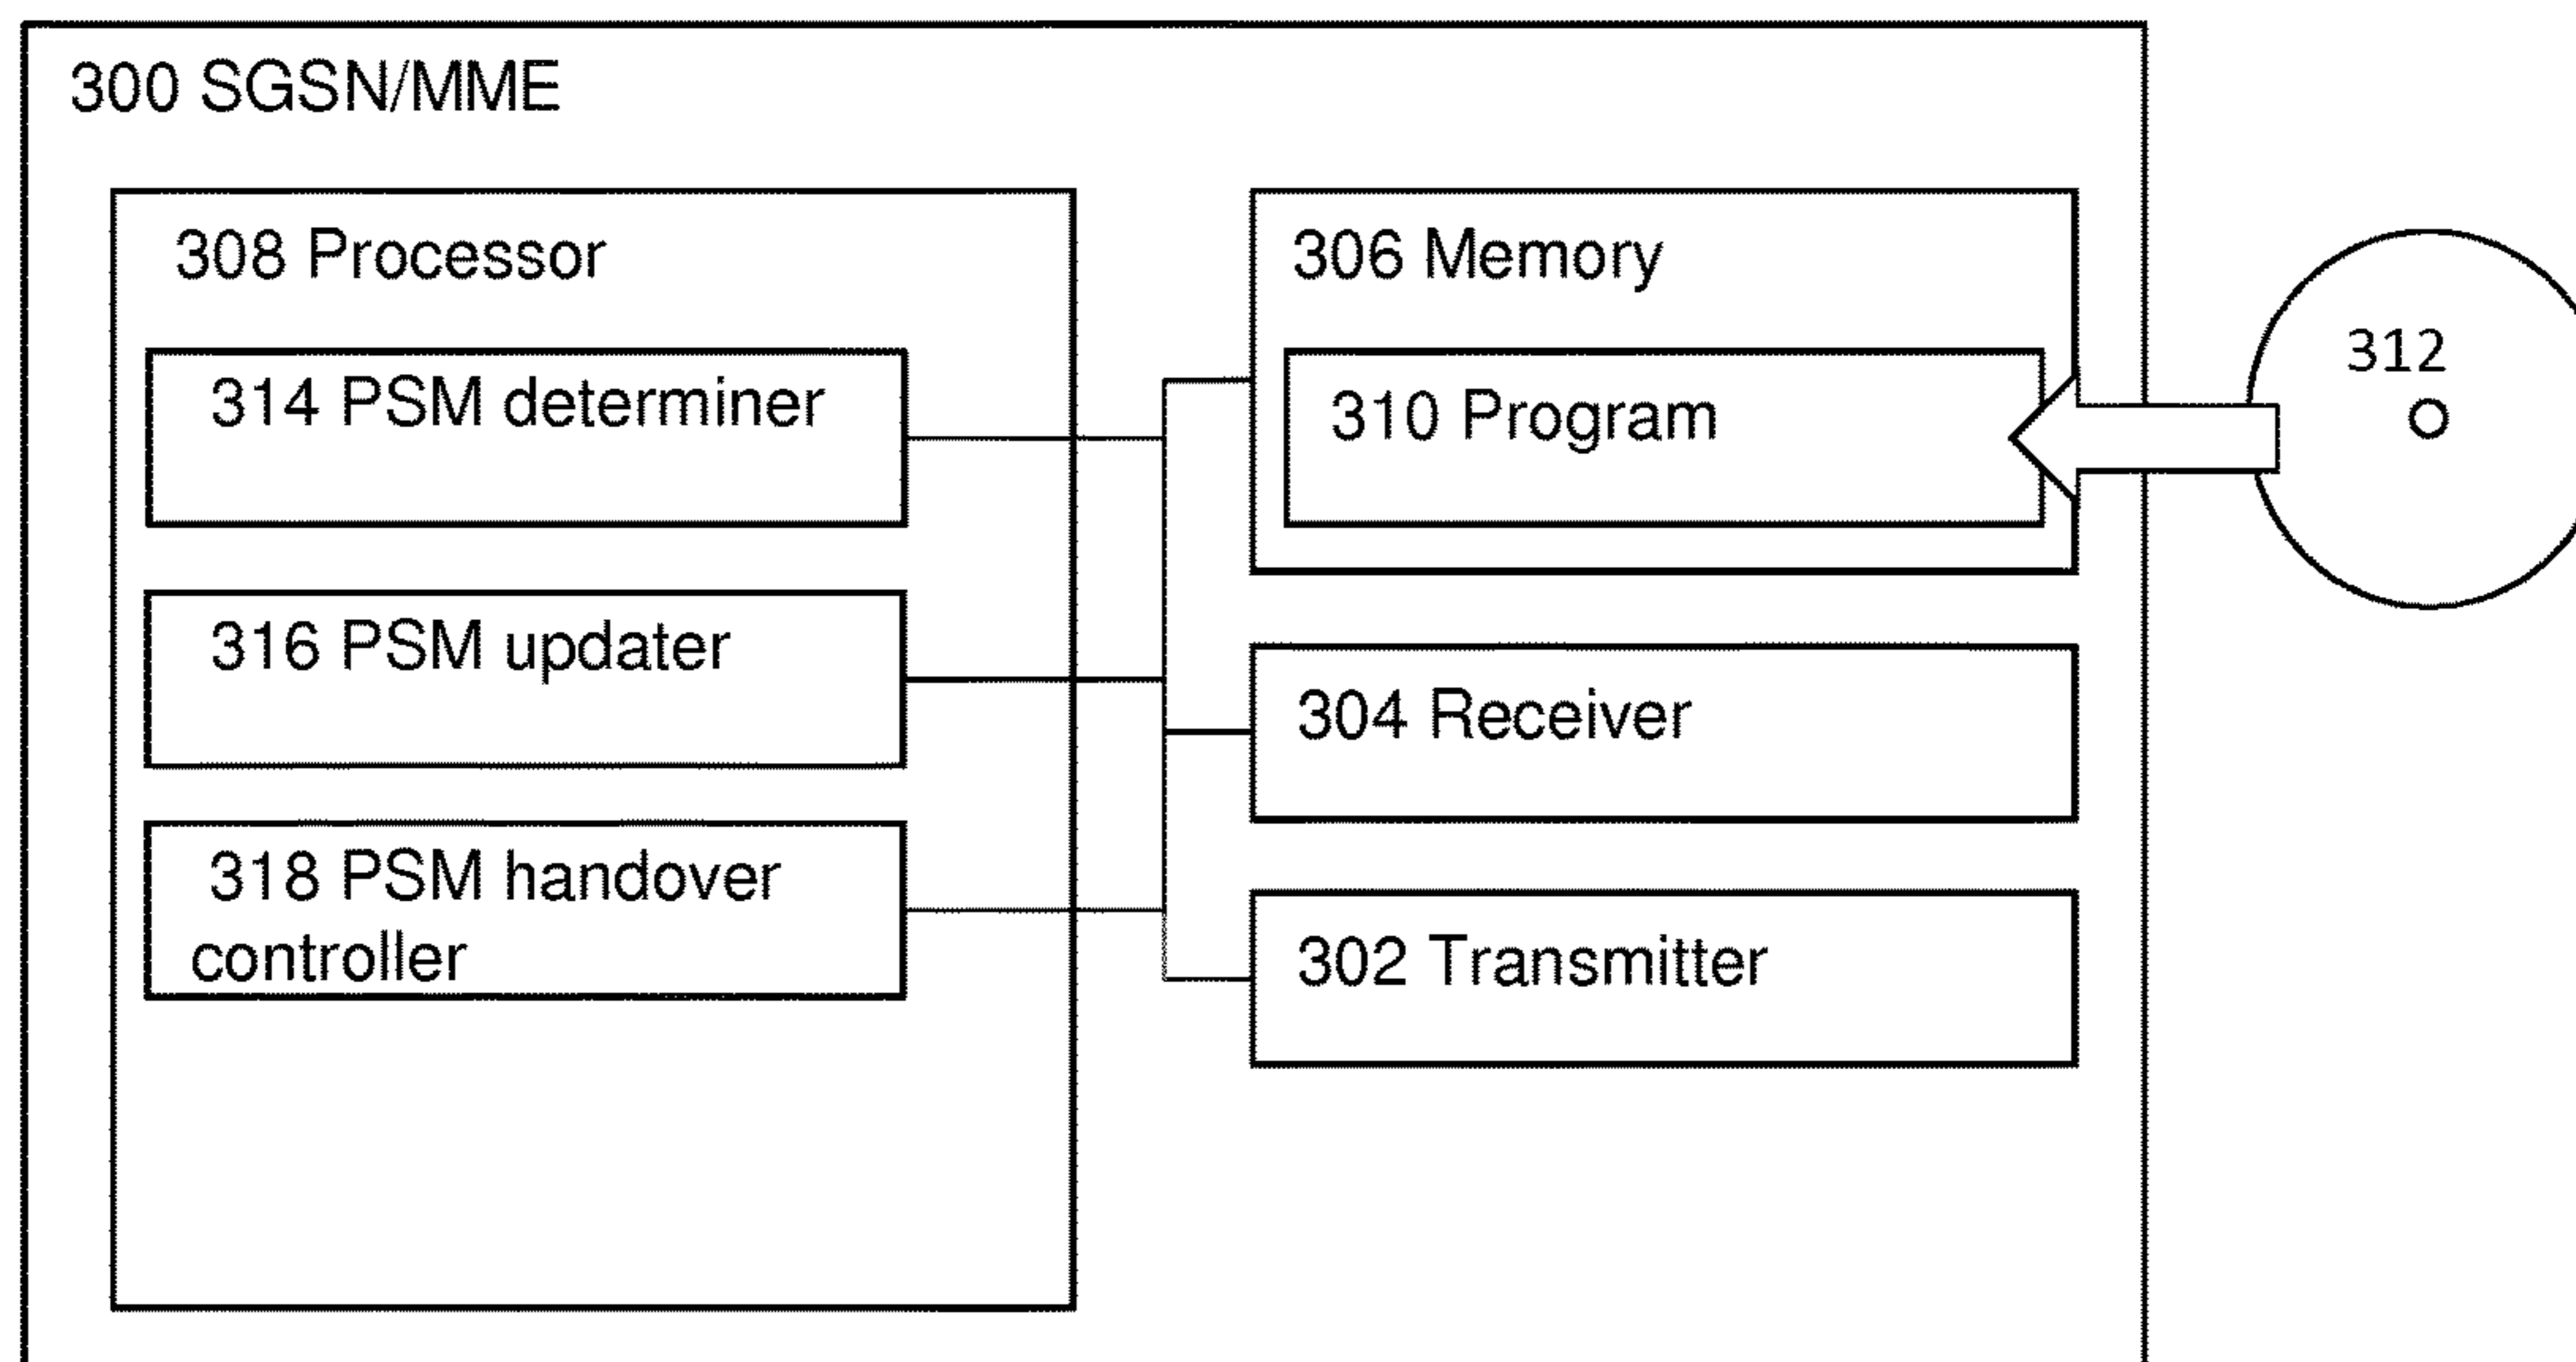 300 SGSN/MME
308 Processor
314 PSM determiner
316 PSM updater
318 PSM handover
controller
306 Memory
310 Program
304 Receiver
302 Transmitter
312